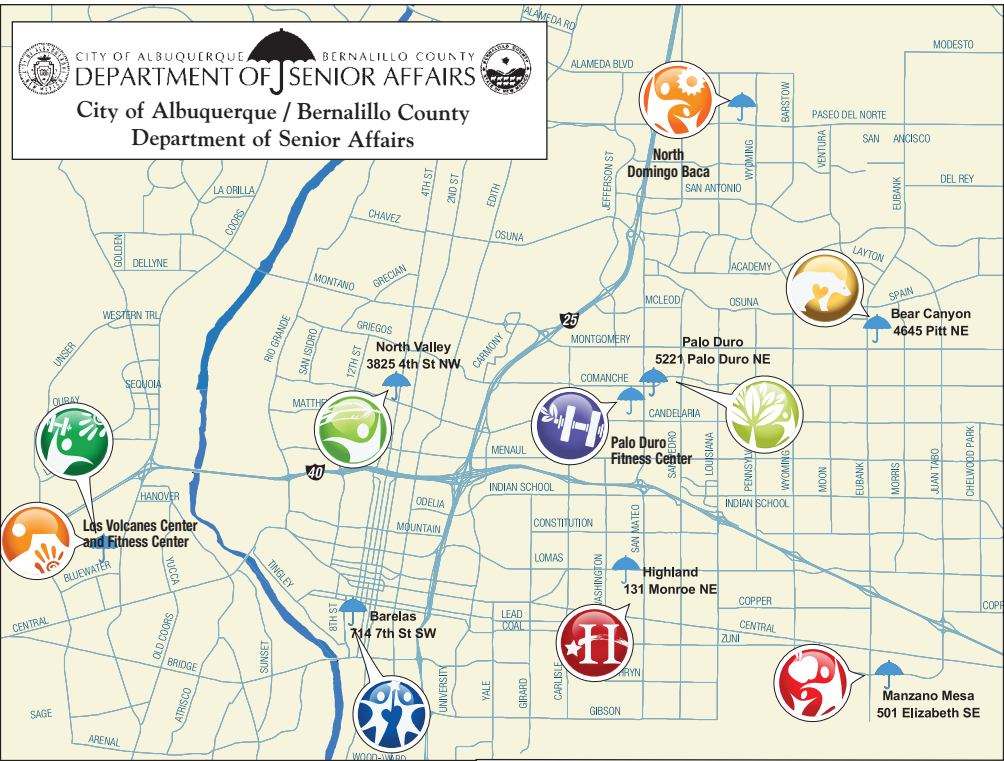 CITY OF ALBUQUERQUE BERNALILLO COUNTY
DEPARTMENT OF SENIOR AFFAIRS
City of Albuquerque / Bernalillo County
Department of Senior Affairs
ALAMEDA RD
ALAMEDA BLVD
MODESTO
BARSTOW
PASEO DEL NORTE
VENTURA
SAN ANCISCO
WYOMING
North
Domingo Baca
SAN ANTONIO
EUBANK
DEL REY
JEFFERSON ST
4TH ST
2ND ST
EDITH
LA ORILLA
COORS
CHAVEZ
OSUNA
GOLDEN
DELLYNE
MONTANO
GRECIAN
ACADEMY
LAYTON
SPAIN
MCLEOD
OSUNA
Bear Canyon
4645 Pitt NE
WESTERN TRL
UNSER
RIO GRANDE
SAN ISIDRO
GRIEGOS
12TH ST
CARMONY
25
MONTGOMERY
North Valley
3825 4th St NW
Palo Duro
5221 Palo Duro NE
COMANCHE
SEQUOIA
OURAY
MATTHE
CANDELARIA
Palo Duro
Fitness Center
MENAUL
SAN PEDRO
LOUISIANA
PENNSYLV
WYOMING
MOON
EUBANK
MORRIS
JUAN TABO
CHELWOOD PARK
40
INDIAN SCHOOL
INDIAN SCHOOL
HANOVER
ODELIA
MOUNTAIN
CONSTITUTION
SAN MATEO
Los Volcanes Center
and Fitness Center
BLUEWATER
YUCCA
TINGLEY
LOMAS
WASHINGTON
Highland
131 Monroe NE
COPPER
COPP
CENTRAL
8TH ST
Barelas
714 7th St SW
LEAD
COAL
CENTRAL
ZUNI
OLD COORS
BRIDGE
SUNSET
H
HRYN
CARLISLE
UNIVERSITY
YALE
GIRARD
ATRISCO
SAGE
ARENAL
GIBSON
Manzano Mesa
501 Elizabeth SE
WOOD-WARD